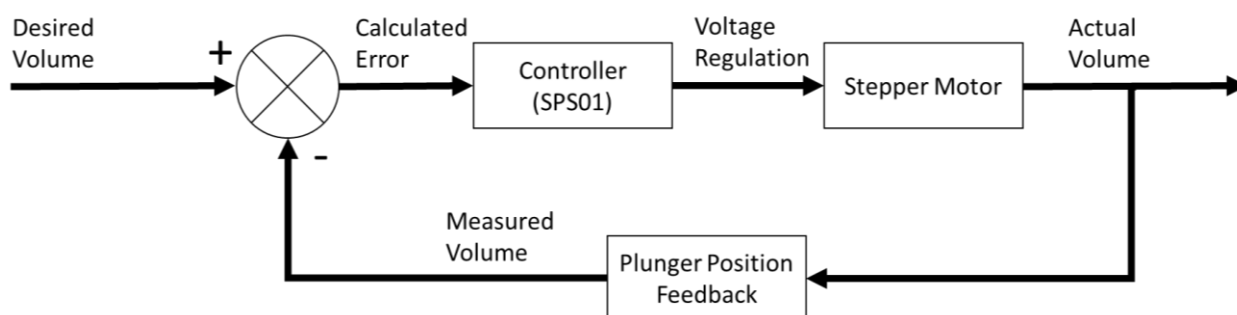 Desired
Volume
+
Calculated
Error
Controller
(SPS01)
Voltage
Regulation
Stepper Motor
Actual
Volume
-
Measured
Volume
Plunger Position
Feedback